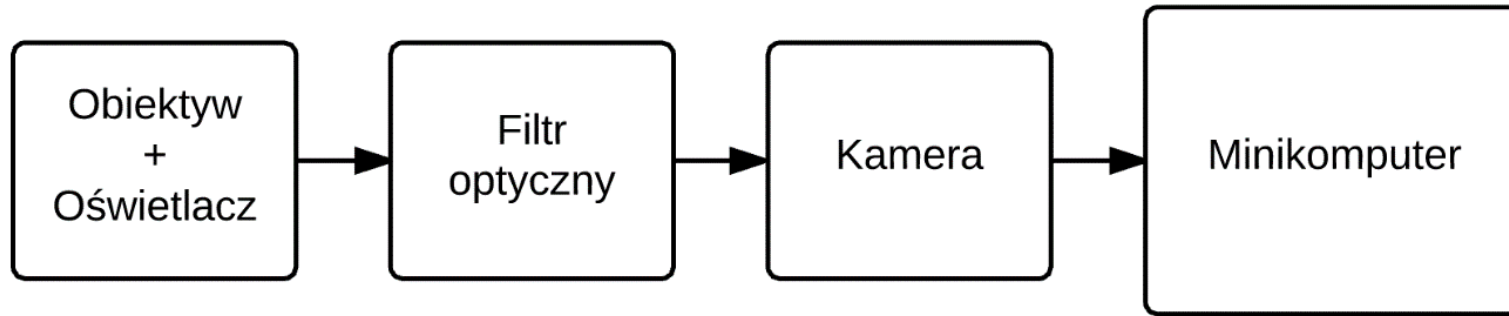 Obiektyw
+
Oświetlacz
Filtr
optyczny
Kamera
Minikomputer